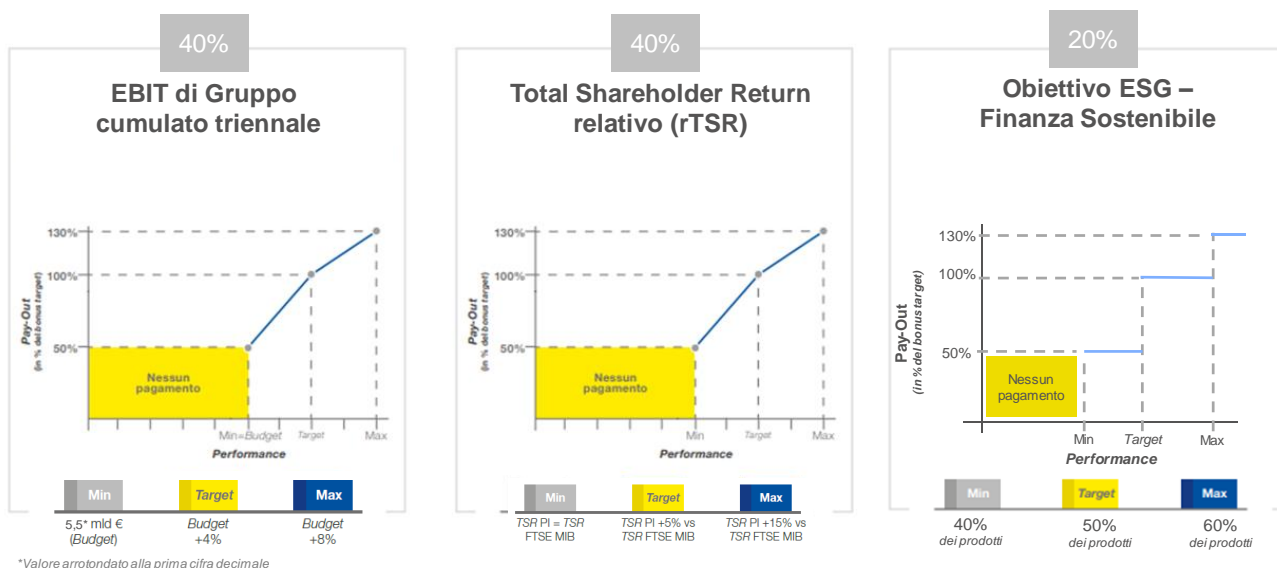 40%
EBIT di Gruppo
cumulato triennale
130%
100%
50%
Pay-Out
(in % del bonus target)
Nessun
pagamento
Min=Budget
Target
Max
Performance
Min
Target
Max
5,5* mld €
(Budget)
Budget
+4%
Budget
+8%
*Valore arrotondato alla prima cifra decimale
40%
Total Shareholder Return
relativo (rTSR)
130%
100%
50%
Pay-Out
(in % del bonus target)
Nessun
pagamento
Min
Target
Max
Performance
Min
Target
Max
TSR PI = TSR
FTSE MIB
TSR PI +5% vs
TSR FTSE MIB
TSR PI +15% vs
TSR FTSE MIB
20%
Obiettivo ESG –
Finanza Sostenibile
130%
100%
50%
Pay-Out
(in % del bonus target)
Nessun
pagamento
Min
Target
Max
Performance
Min
Target
Max
40%
dei prodotti
50%
dei prodotti
60%
dei prodotti